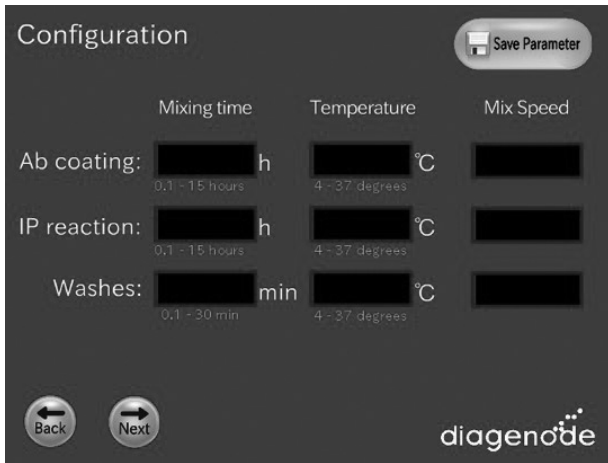 Configuration
Save Parameter
Mixing time Temperature Mix Speed
Ab coating: h ℃
0.1 - 15 hours 4 - 37 degrees
IP reaction: h ℃
0.1 - 15 hours 4 - 37 degrees
Washes: min ℃
0.1 - 30 min 4 - 37 degrees
Back Next
diagenode